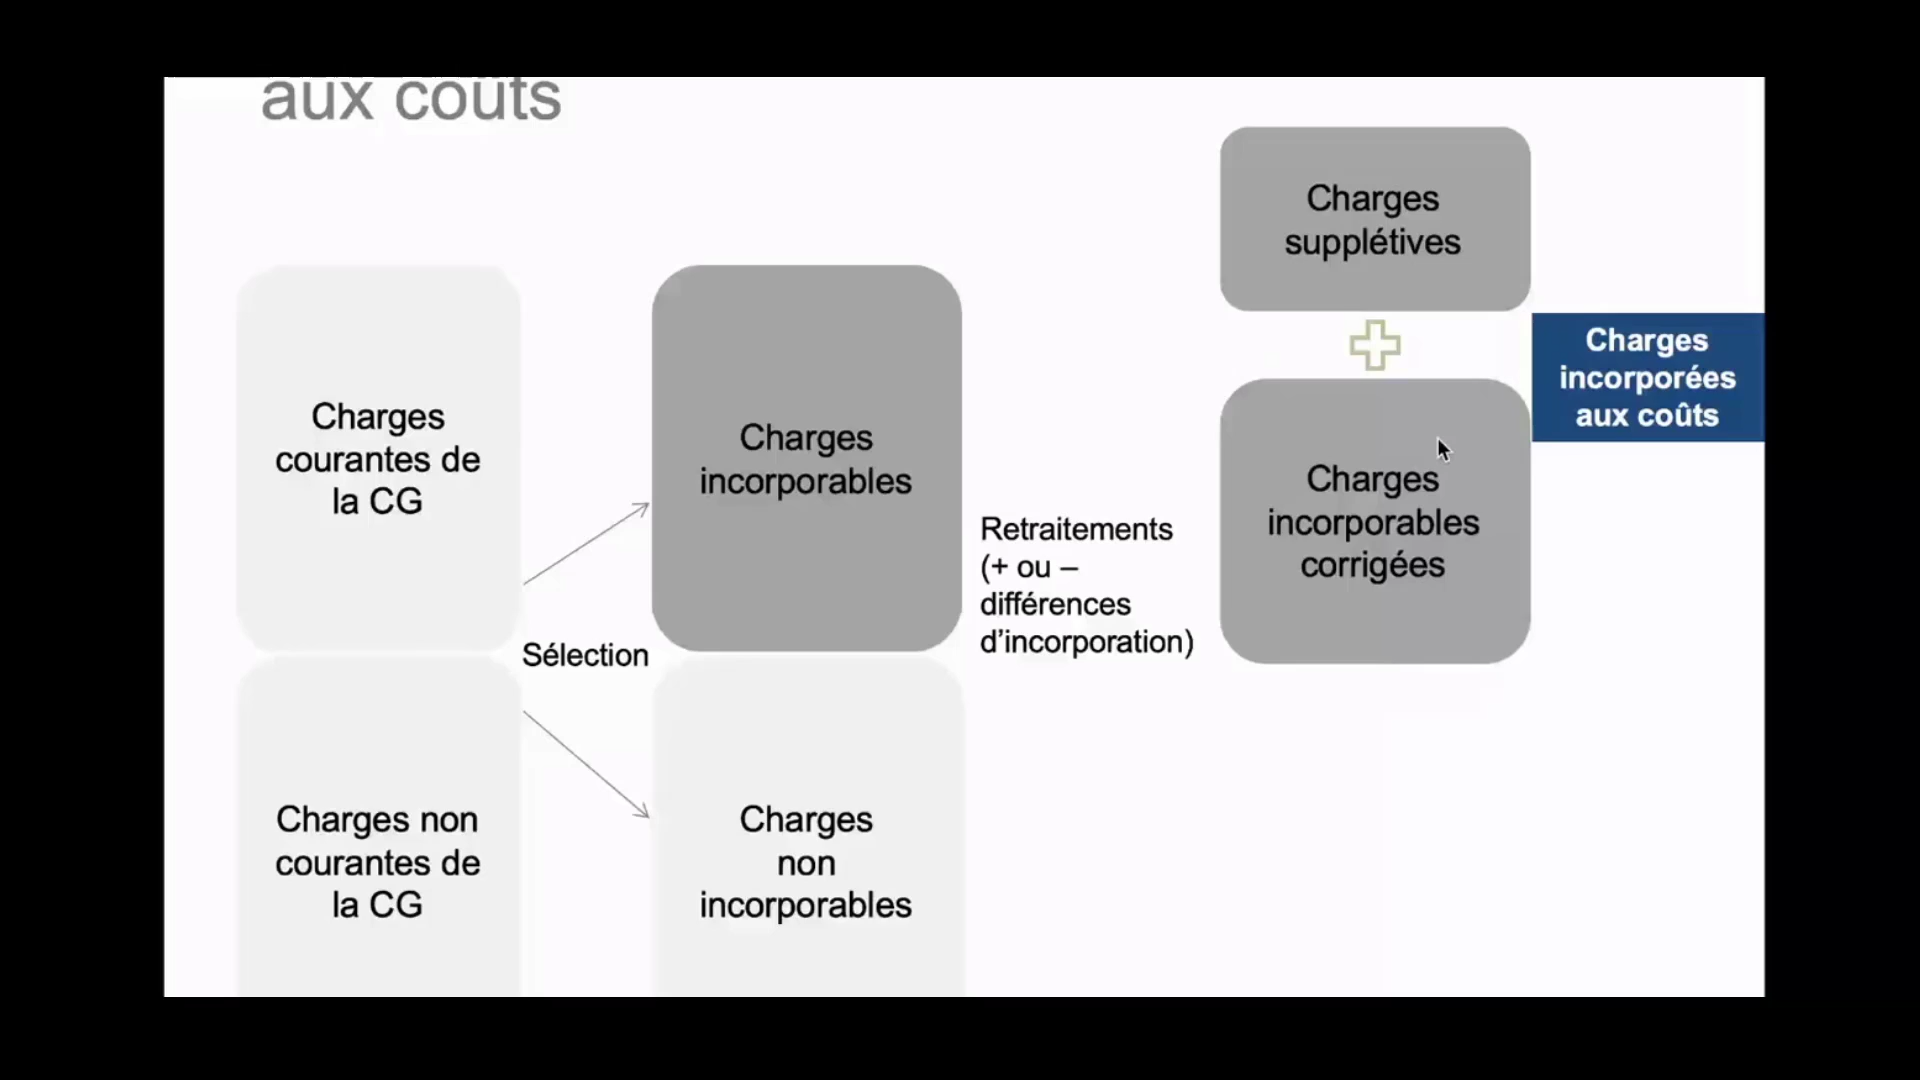 aux coûts
Charges
supplétives
Charges
incorporées
aux coûts
Charges
courantes de
la CG
Charges
incorporables
Retraitements
(+ ou –
différences
d'incorporation)
Charges
incorporables
corrigées
Sélection
Charges non
courantes de
la CG
Charges
non
incorporables